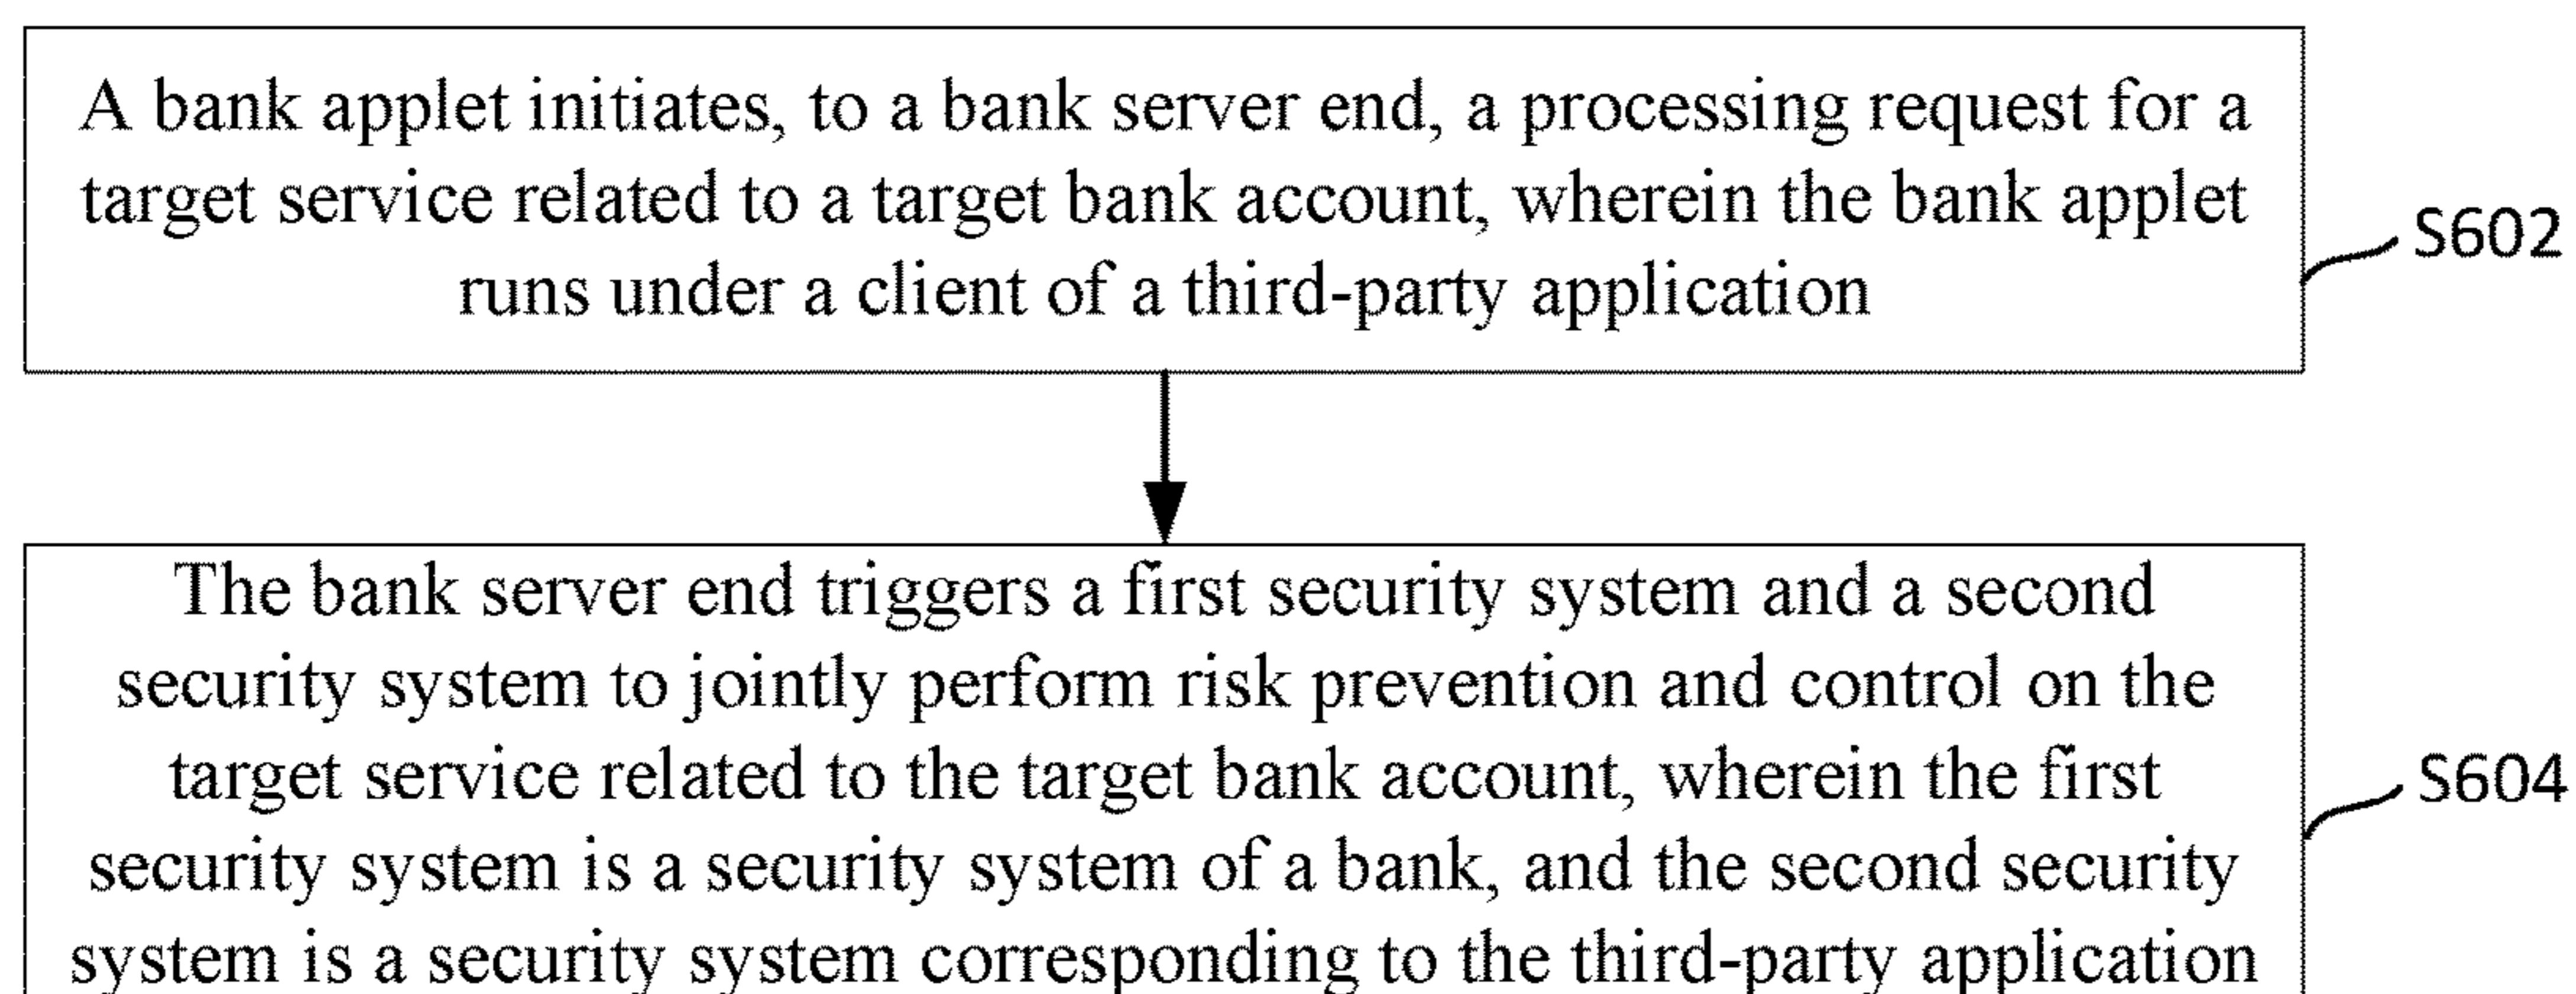 A bank applet initiates, to a bank server end, a processing request for a
target service related to a target bank account, wherein the bank applet
runs under a client of a third-party application
S602
The bank server end triggers a first security system and a second
security system to jointly perform risk prevention and control on the
target service related to the target bank account, wherein the first
security system is a security system of a bank, and the second security
system is a security system corresponding to the third-party application
S604